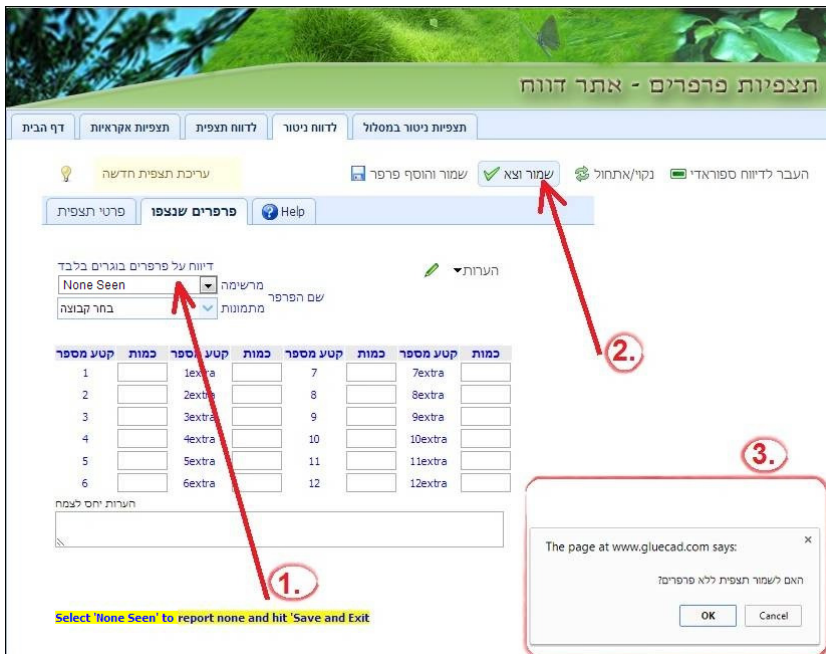 תצפיות פרפרים - אתר דווח
דף הבית תצפיות אקראיות לדווח תצפית לדווח ניטור תצפיות ניטור במסלול
עריכת תצפית חדשה שמור והוסף פרפר שמור וצא נקוי/אתחול העבר לדיווח ספוראדי
פרטי תצפית פרפרים שנצפו Help
דיווח על פרפרים בוגרים בלבד
הערות
None Seen מרשימה
שם הפרפר
בחר קבוצה מתמונות
קטע מספר כמות קטע מספר כמות קטע מספר כמות קטע מספר כמות
1 1extra 7 7extra
2 2extra 8 8extra
3 3extra 9 9extra
4 4extra 10 10extra
5 5extra 11 11extra
6 6extra 12 12extra
הערות יחס לצמח
1.
2.
3.
The page at www.gluecad.com says:
האם לשמור תצפית ללא פרפרים?
OK Cancel
Select 'None Seen' to report none and hit 'Save and Exit